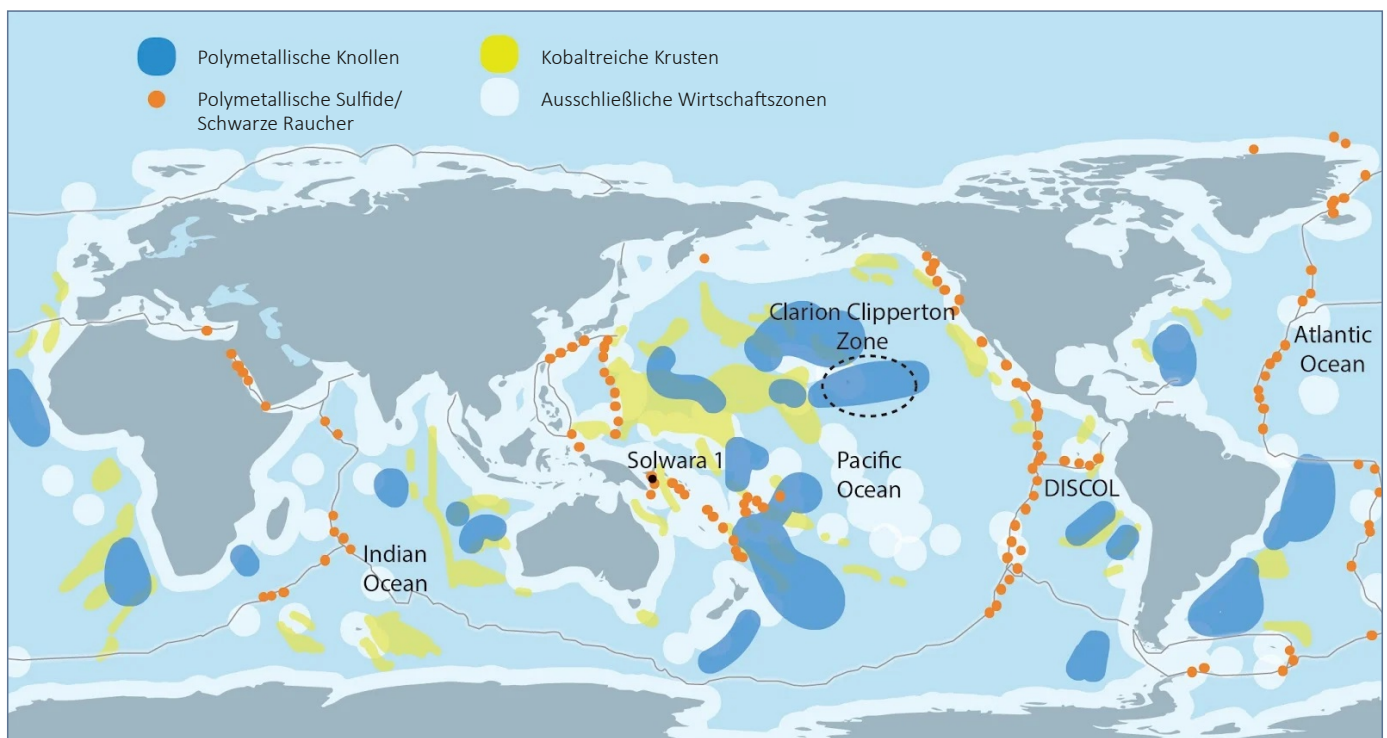 Polymetallische Knollen
Kobaltreiche Krusten
Polymetallische Sulfide/
Schwarze Raucher
Ausschließliche Wirtschaftszonen
Clarion Clipperton
Zone
Atlantic
Ocean
Solwara 1
Pacific
Ocean
DISCOL
Indian
Ocean